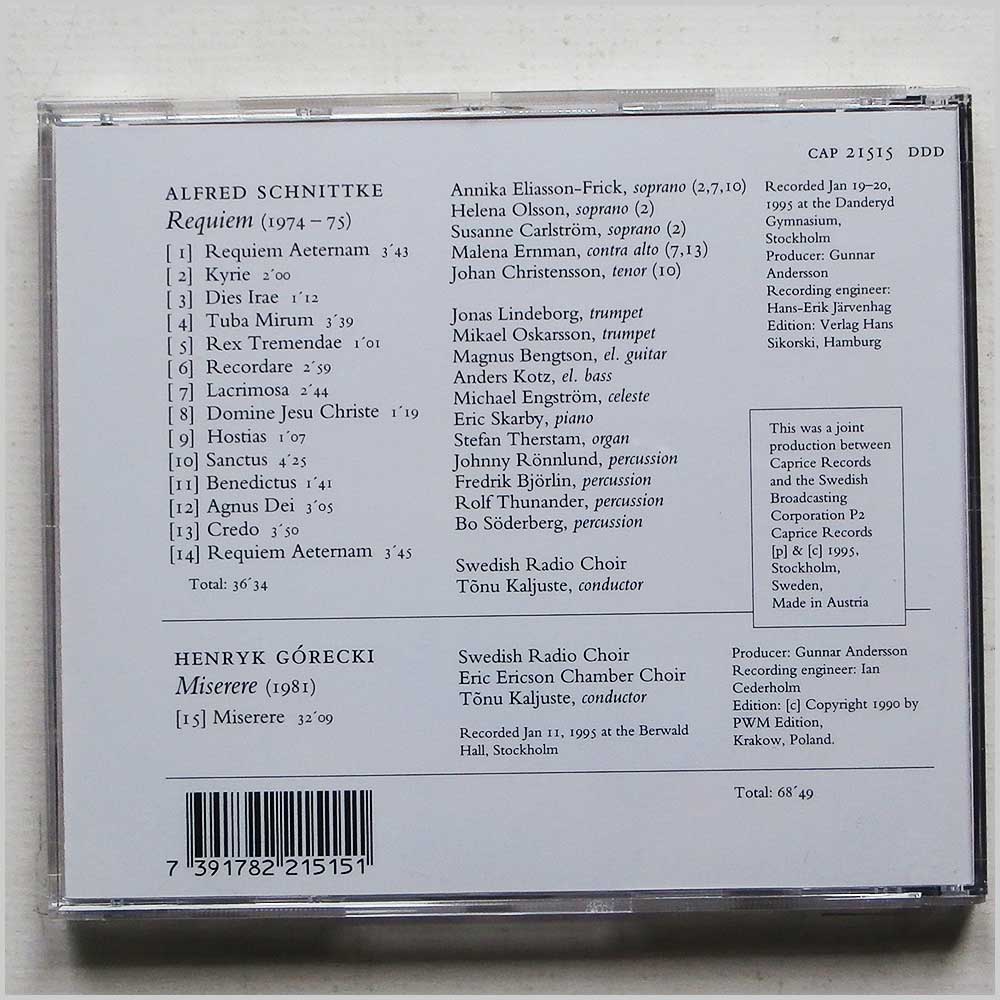 CAP 21515 DDD
ALFRED SCHNITTKE
Requiem (1974 – 75)
[ 1] Requiem Aeternam 3´43
[ 2] Kyrie 2´00
[ 3] Dies Irae 1´12
[ 4] Tuba Mirum 3´39
[ 5] Rex Tremendae 1´01
[ 6] Recordare 2´59
[ 7] Lacrimosa 2´44
[ 8] Domine Jesu Christe 1´19
[ 9] Hostias 1´07
[10] Sanctus 4´25
[11] Benedictus 1´41
[12] Agnus Dei 3´05
[13] Credo 3´50
[14] Requiem Aeternam 3´45
Total: 36´34
Annika Eliasson-Frick, soprano (2,7,10)
Helena Olsson, soprano (2)
Susanne Carlström, soprano (2)
Malena Ernman, contra alto (7,13)
Johan Christensson, tenor (10)
Jonas Lindeborg, trumpet
Mikael Oskarsson, trumpet
Magnus Bengtson, el. guitar
Anders Kotz, el. bass
Michael Engström, celeste
Eric Skarby, piano
Stefan Therstam, organ
Johnny Rönnlund, percussion
Fredrik Björlin, percussion
Rolf Thunander, percussion
Bo Söderberg, percussion
Swedish Radio Choir
Tõnu Kaljuste, conductor
Recorded Jan 19–20,
1995 at the Danderyd
Gymnasium,
Stockholm
Producer: Gunnar
Andersson
Recording engineer:
Hans-Erik Järvenhag
Edition: Verlag Hans
Sikorski, Hamburg
This was a joint
production between
Caprice Records
and the Swedish
Broadcasting
Corporation P2
Caprice Records
[p] & [c] 1995,
Stockholm,
Sweden,
Made in Austria
HENRYK GÓRECKI
Miserere (1981)
[15] Miserere 32´09
Swedish Radio Choir
Eric Ericson Chamber Choir
Tõnu Kaljuste, conductor
Recorded Jan 11, 1995 at the Berwald
Hall, Stockholm
Producer: Gunnar Andersson
Recording engineer: Ian
Cederholm
Edition: [c] Copyright 1990 by
PWM Edition,
Krakow, Poland.
Total: 68´49
7 391782 215151